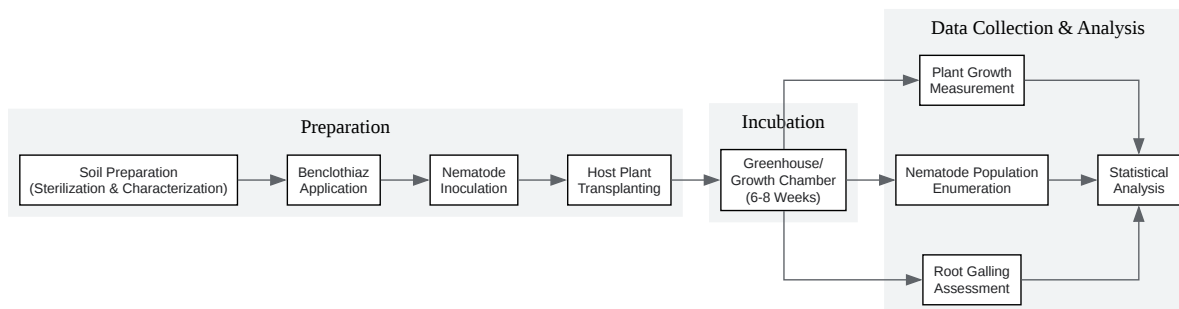 Preparation
Soil Preparation
(Sterilization & Characterization)
Benclothiaz
Application
Nematode
Inoculation
Host Plant
Transplanting
Incubation
Greenhouse/
Growth Chamber
(6-8 Weeks)
Data Collection & Analysis
Plant Growth
Measurement
Nematode Population
Enumeration
Root Galling
Assessment
Statistical
Analysis